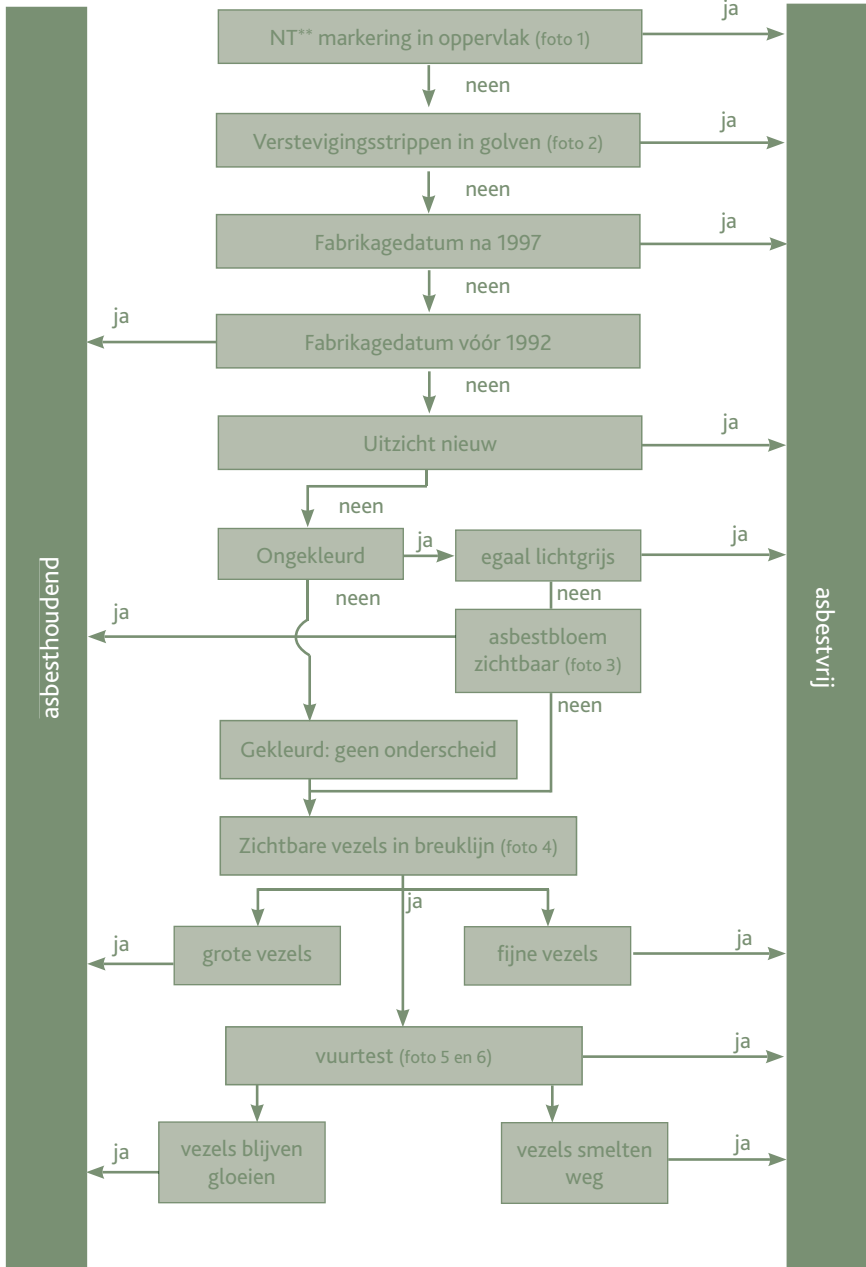 ja
NT** markering in oppervlak (foto 1)
neen
ja
Verstevigingsstrippen in golven (foto 2)
neen
ja
Fabrikagedatum na 1997
neen
ja
Fabrikagedatum vóór 1992
neen
ja
Uitzicht nieuw
neen
Ongekleurd
ja
egaal lichtgrijs
ja
neen
neen
ja
asbestbloem
zichtbaar (foto 3)
neen
Gekleurd: geen onderscheid
Zichtbare vezels in breuklijn (foto 4)
ja
ja
grote vezels
fijne vezels
ja
vuurtest (foto 5 en 6)
ja
ja
vezels blijven
gloeien
vezels smelten
weg
ja
asbesthoudend
asbestvrij